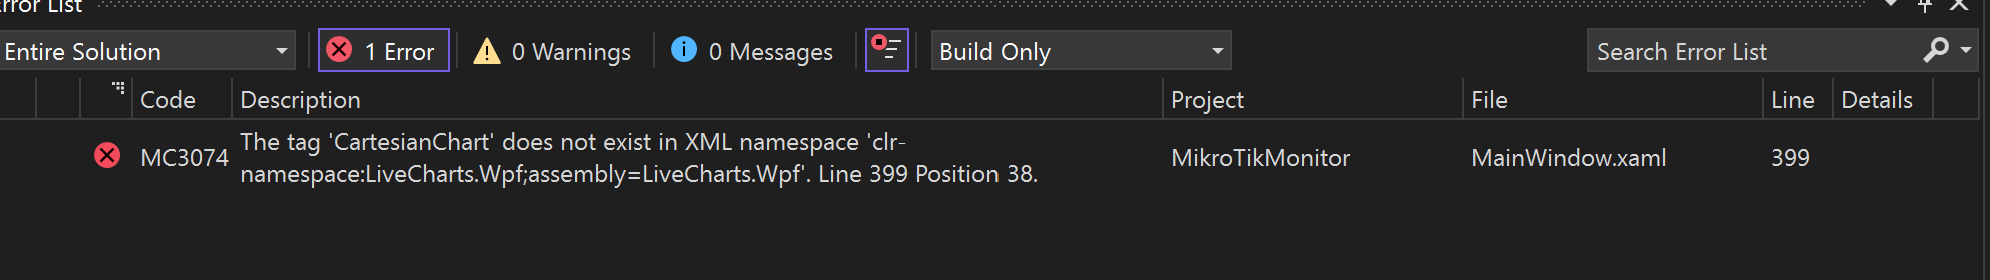 Error List
Entire Solution
1 Error
0 Warnings
0 Messages
Build Only
Search Error List
Code
Description
Project
File
Line
Details
MC3074
The tag 'CartesianChart' does not exist in XML namespace 'clr-
namespace:LiveCharts.Wpf;assembly=LiveCharts.Wpf'. Line 399 Position 38.
MikroTikMonitor
MainWindow.xaml
399